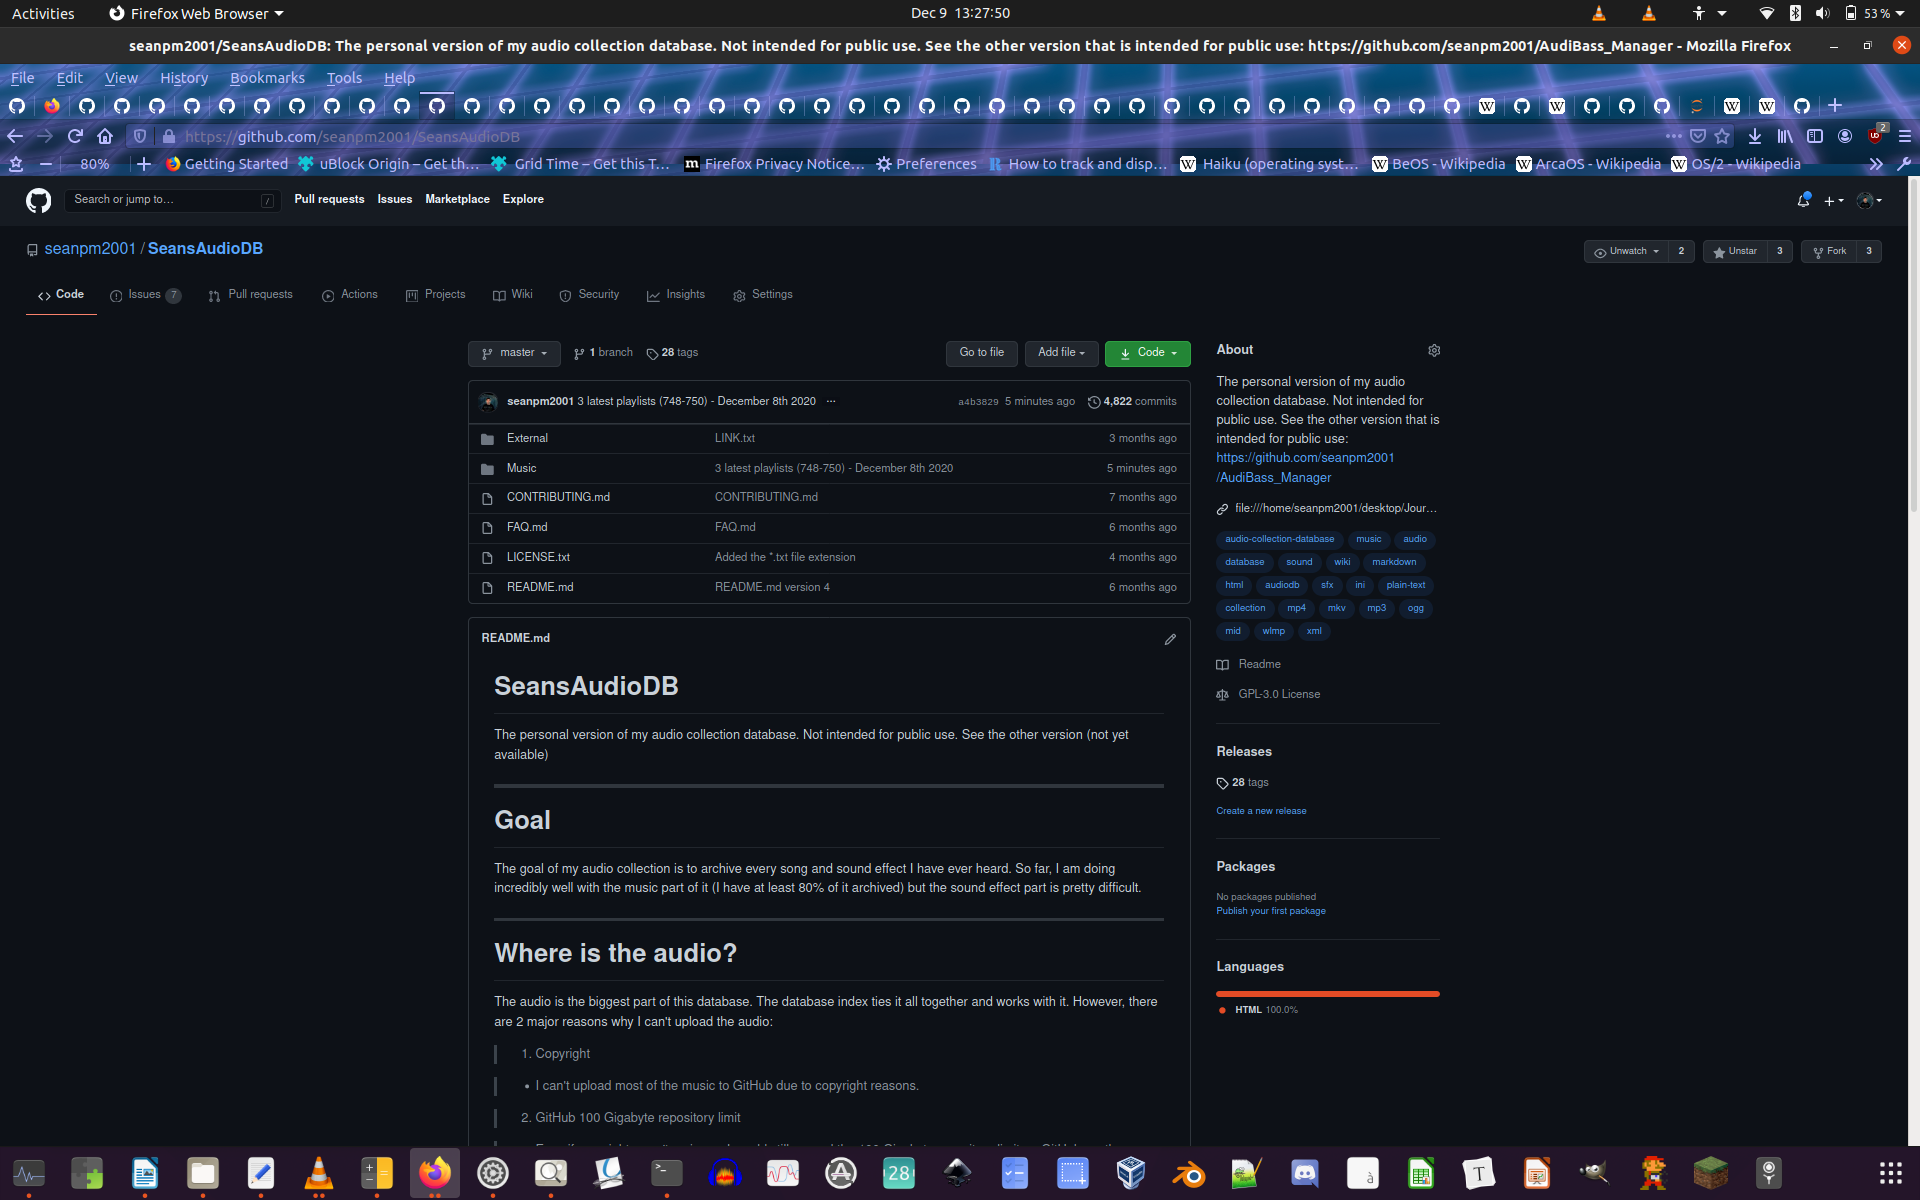 Activities
Firefox Web Browser
Dec 9 13:27:50
53 %
seanpm2001/SeansAudioDB: The personal version of my audio collection database. Not intended for public use. See the other version that is intended for public use: https://github.com/seanpm2001/AudiBass_Manager - Mozilla Firefox
File Edit View History Bookmarks Tools Help
https://github.com/seanpm2001/SeansAudioDB
2
80%
Getting Started
uBlock Origin – Get th…
Grid Time – Get this T…
Firefox Privacy Notice…
Preferences
How to track and disp…
Haiku (operating syst…
BeOS - Wikipedia
ArcaOS - Wikipedia
OS/2 - Wikipedia
Search or jump to…
/
Pull requests Issues Marketplace Explore
seanpm2001 / SeansAudioDB
Unwatch 2
Unstar 3
Fork 3
Code
Issues 7
Pull requests
Actions
Projects
Wiki
Security
Insights
Settings
master
1 branch
28 tags
Go to file
Add file
Code
seanpm2001 3 latest playlists (748-750) - December 8th 2020 ...
a4b3829 5 minutes ago
4,822 commits
External LINK.txt 3 months ago
Music 3 latest playlists (748-750) - December 8th 2020 5 minutes ago
CONTRIBUTING.md CONTRIBUTING.md 7 months ago
FAQ.md FAQ.md 6 months ago
LICENSE.txt Added the *.txt file extension 4 months ago
README.md README.md version 4 6 months ago
README.md
SeansAudioDB
The personal version of my audio collection database. Not intended for public use. See the other version (not yet
available)
Goal
The goal of my audio collection is to archive every song and sound effect I have ever heard. So far, I am doing
incredibly well with the music part of it (I have at least 80% of it archived) but the sound effect part is pretty difficult.
Where is the audio?
The audio is the biggest part of this database. The database index ties it all together and works with it. However, there
are 2 major reasons why I can't upload the audio:
1. Copyright
• I can't upload most of the music to GitHub due to copyright reasons.
2. GitHub 100 Gigabyte repository limit
About
The personal version of my audio
collection database. Not intended for
public use. See the other version that is
intended for public use:
https://github.com/seanpm2001
/AudiBass_Manager
file:///home/seanpm2001/desktop/Jour…
audio-collection-database music audio
database sound wiki markdown
html audiodb sfx ini plain-text
collection mp4 mkv mp3 ogg
mid wlmp xml
Readme
GPL-3.0 License
Releases
28 tags
Create a new release
Packages
No packages published
Publish your first package
Languages
HTML 100.0%
28